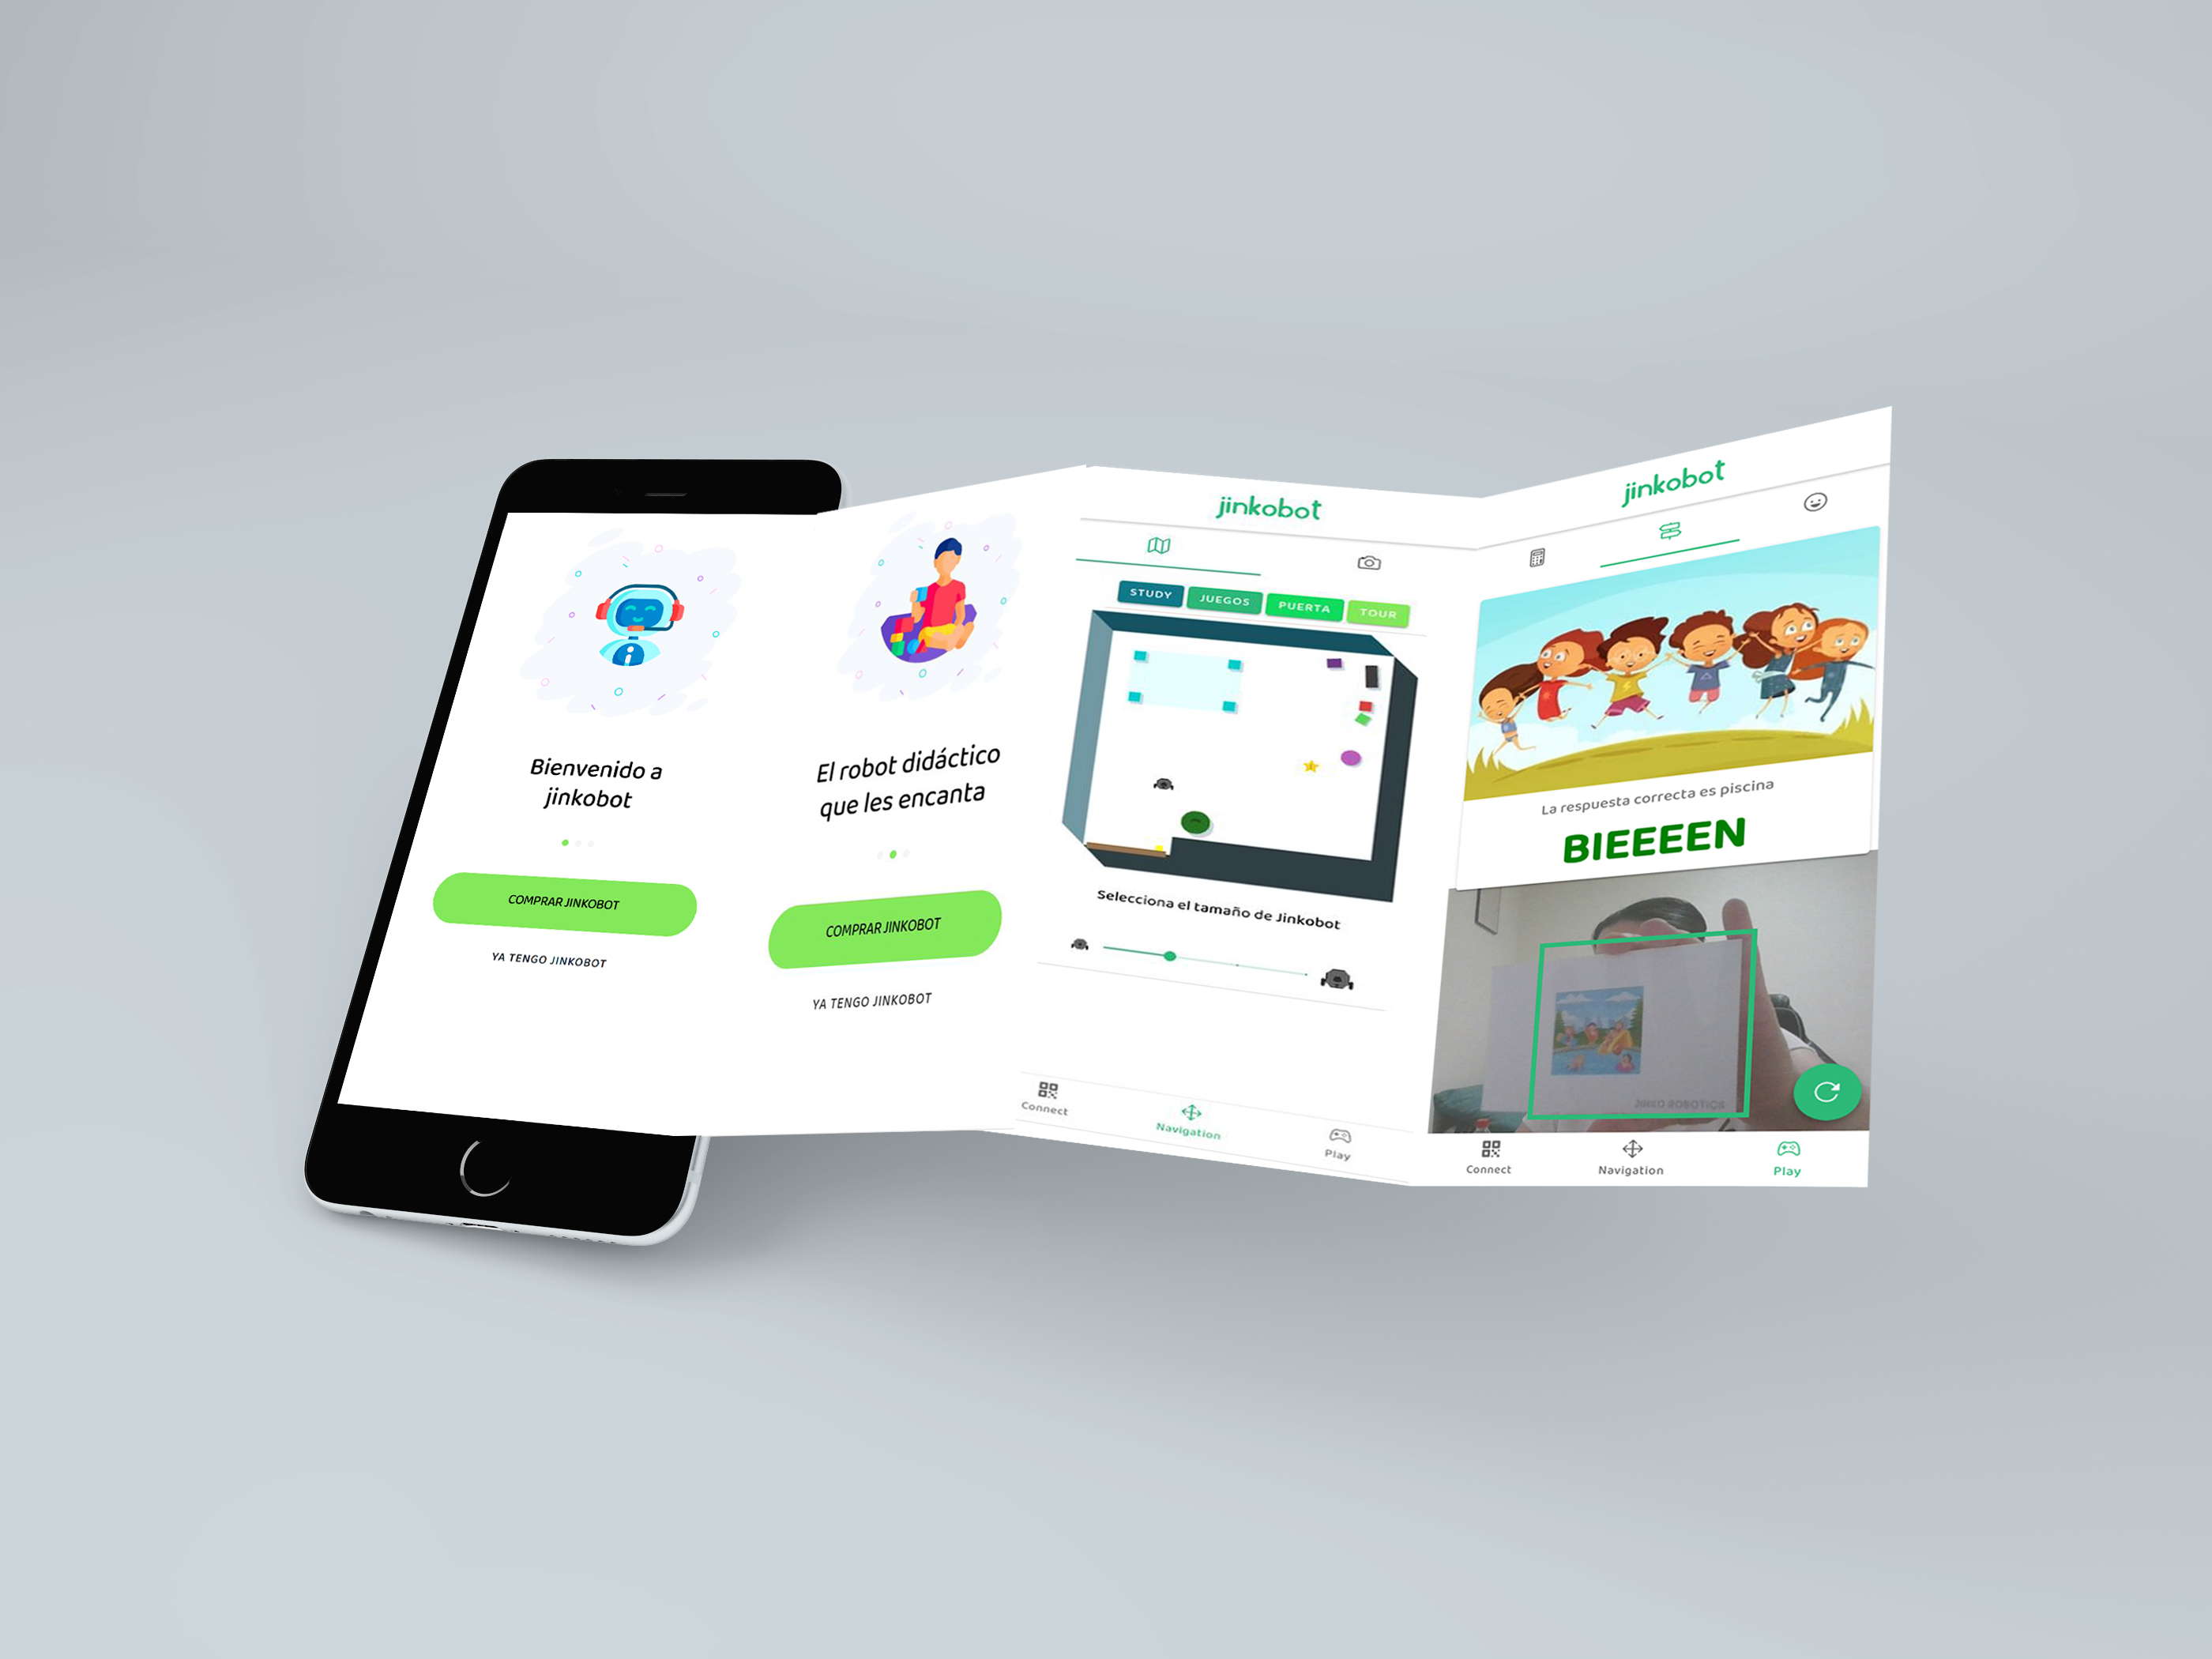 Bienvenido a
jinkobot
COMPRAR JINKOBOT
YA TENGO JINKOBOT
El robot didáctico
que les encanta
COMPRAR JINKOBOT
YA TENGO JINKOBOT
jinkobot
STUDY
JUEGOS
PUERTA
TOUR
Selecciona el tamaño de Jinkobot
Connect
Navigation
Play
jinkobot
La respuesta correcta es piscina
BIEEEEN
JINKO ROBOTICS
Connect
Navigation
Play